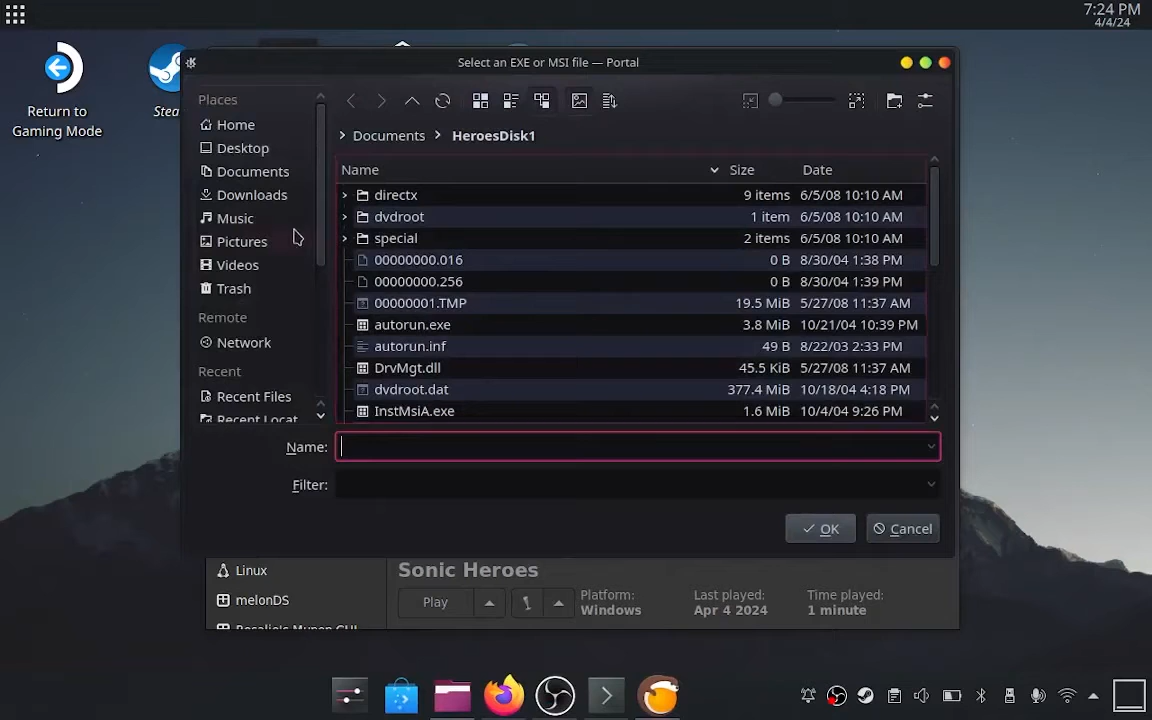 7:24 PM
4/4/24
Return to
Gaming Mode
Stea
Select an EXE or MSI file — Portal
Places
Home
Desktop
Documents
Downloads
Music
Pictures
Videos
Trash
Remote
Network
Recent
Recent Files
Recent Locat
Documents > HeroesDisk1
Name Size Date
directx 9 items 6/5/08 10:10 AM
dvdroot 1 item 6/5/08 10:10 AM
special 2 items 6/5/08 10:10 AM
00000000.016 0 B 8/30/04 1:38 PM
00000000.256 0 B 8/30/04 1:39 PM
00000001.TMP 19.5 MiB 5/27/08 11:37 AM
autorun.exe 3.8 MiB 10/21/04 10:39 PM
autorun.inf 49 B 8/22/03 2:33 PM
DrvMgt.dll 45.5 KiB 5/27/08 11:37 AM
dvdroot.dat 377.4 MiB 10/18/04 4:18 PM
InstMsiA.exe 1.6 MiB 10/4/04 9:26 PM
Name:
Filter:
OK Cancel
Linux
melonDS
Rosalie's Mupen GUI
Sonic Heroes
Play
Platform:
Windows
Last played:
Apr 4 2024
Time played:
1 minute